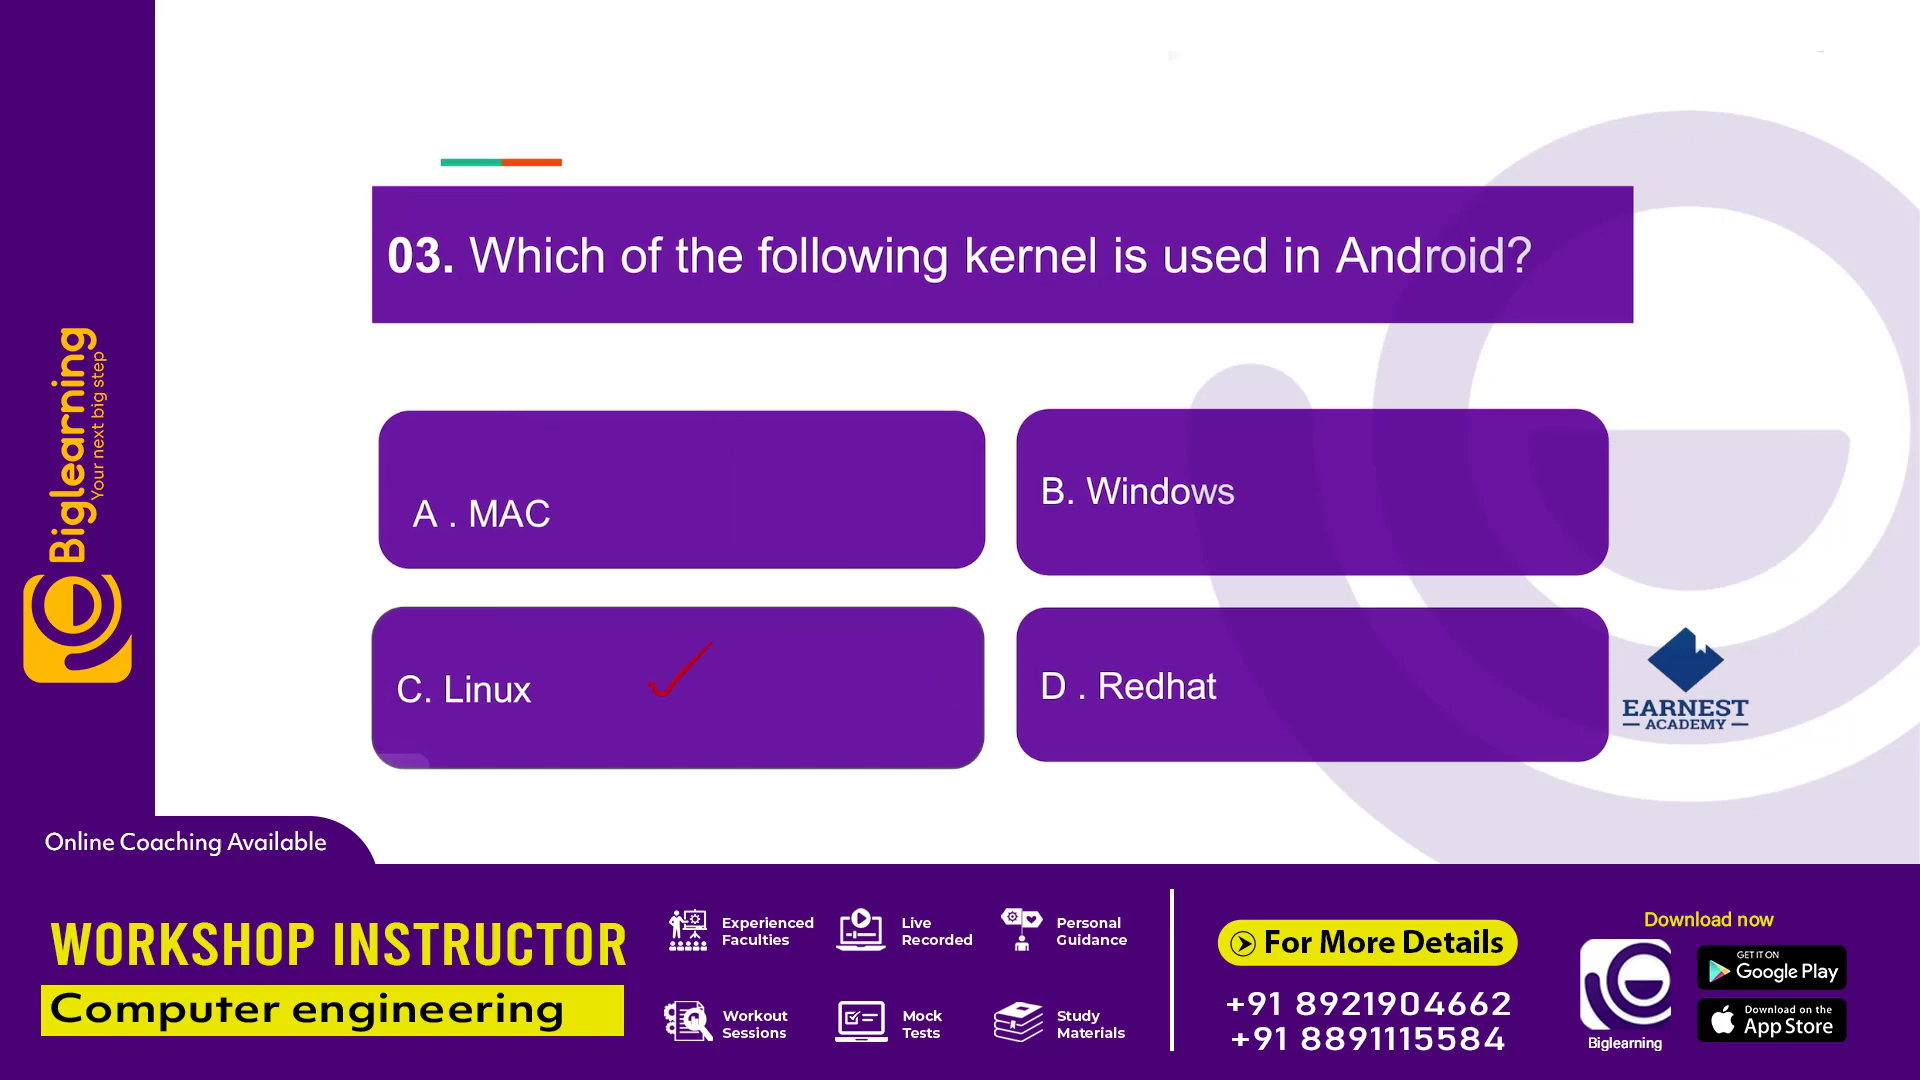 03. Which of the following kernel is used in Android?
A . MAC
B. Windows
C. Linux
D . Redhat
EARNEST
ACADEMY
Biglearning
Your next big step
Online Coaching Available
WORKSHOP INSTRUCTOR
Computer engineering
Experienced
Faculties
Live
Recorded
Personal
Guidance
Workout
Sessions
Mock
Tests
Study
Materials
For More Details
+91 8921904662
+91 8891115584
Download now
Biglearning
GET IT ON
Google Play
Download on the
App Store